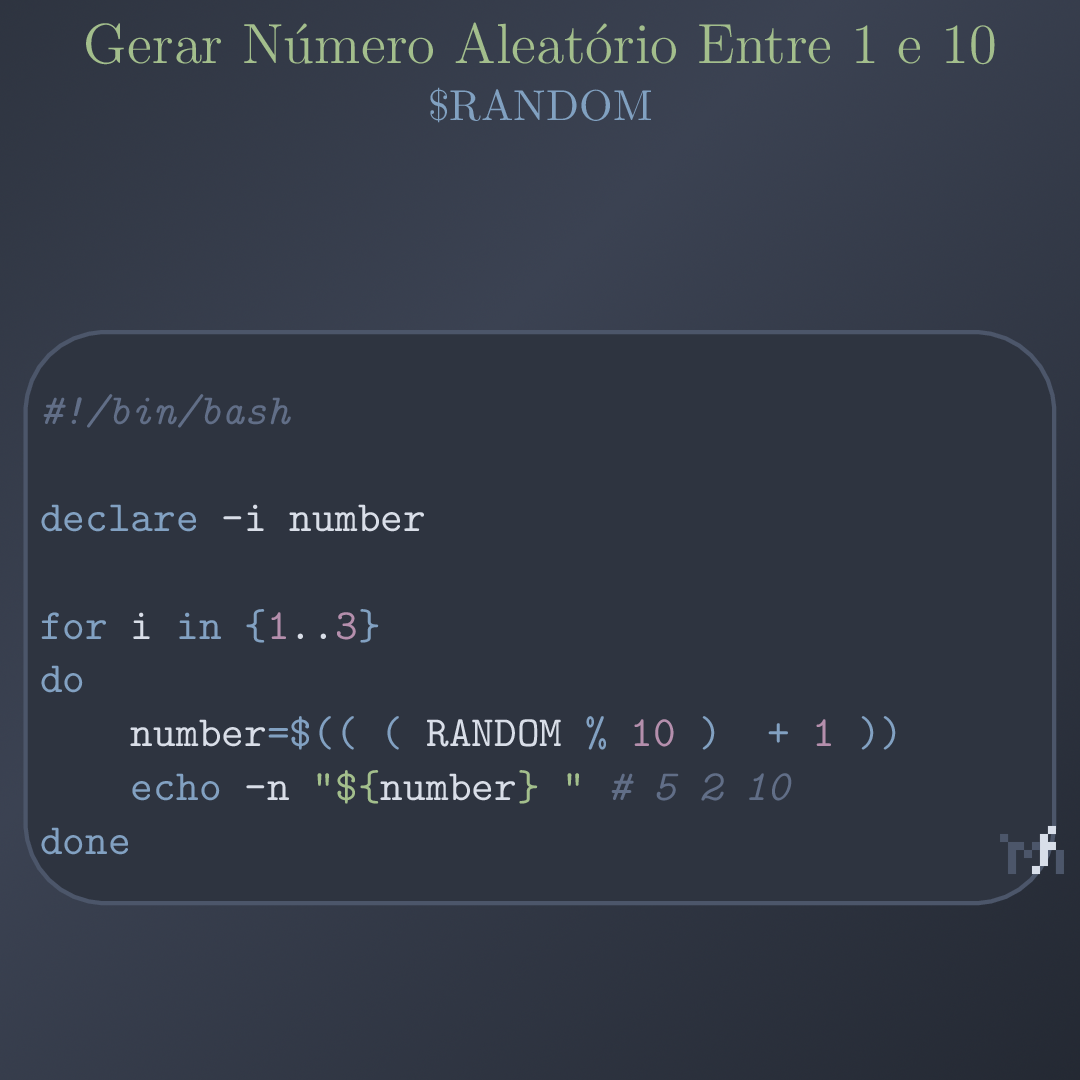 Gerar Número Aleatório Entre 1 e 10
$RANDOM
#!/bin/bash
declare -i number
for i in {1..3}
do
    number=$(( ( RANDOM % 10 )  + 1 ))
    echo -n "${number} " # 5 2 10
done